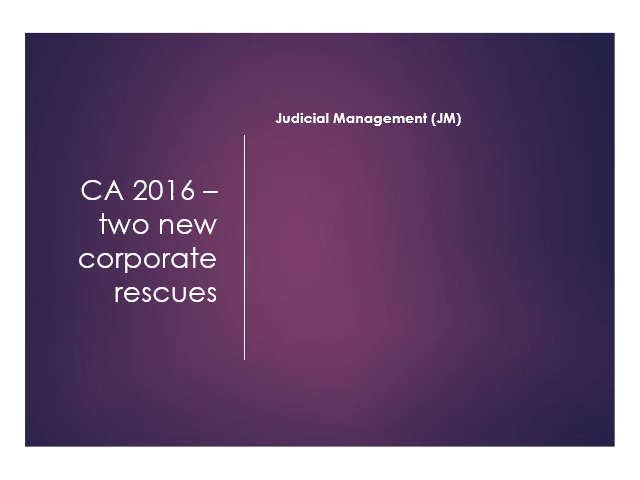 CA 2016 –
two new
corporate
rescues
Judicial Management (JM)